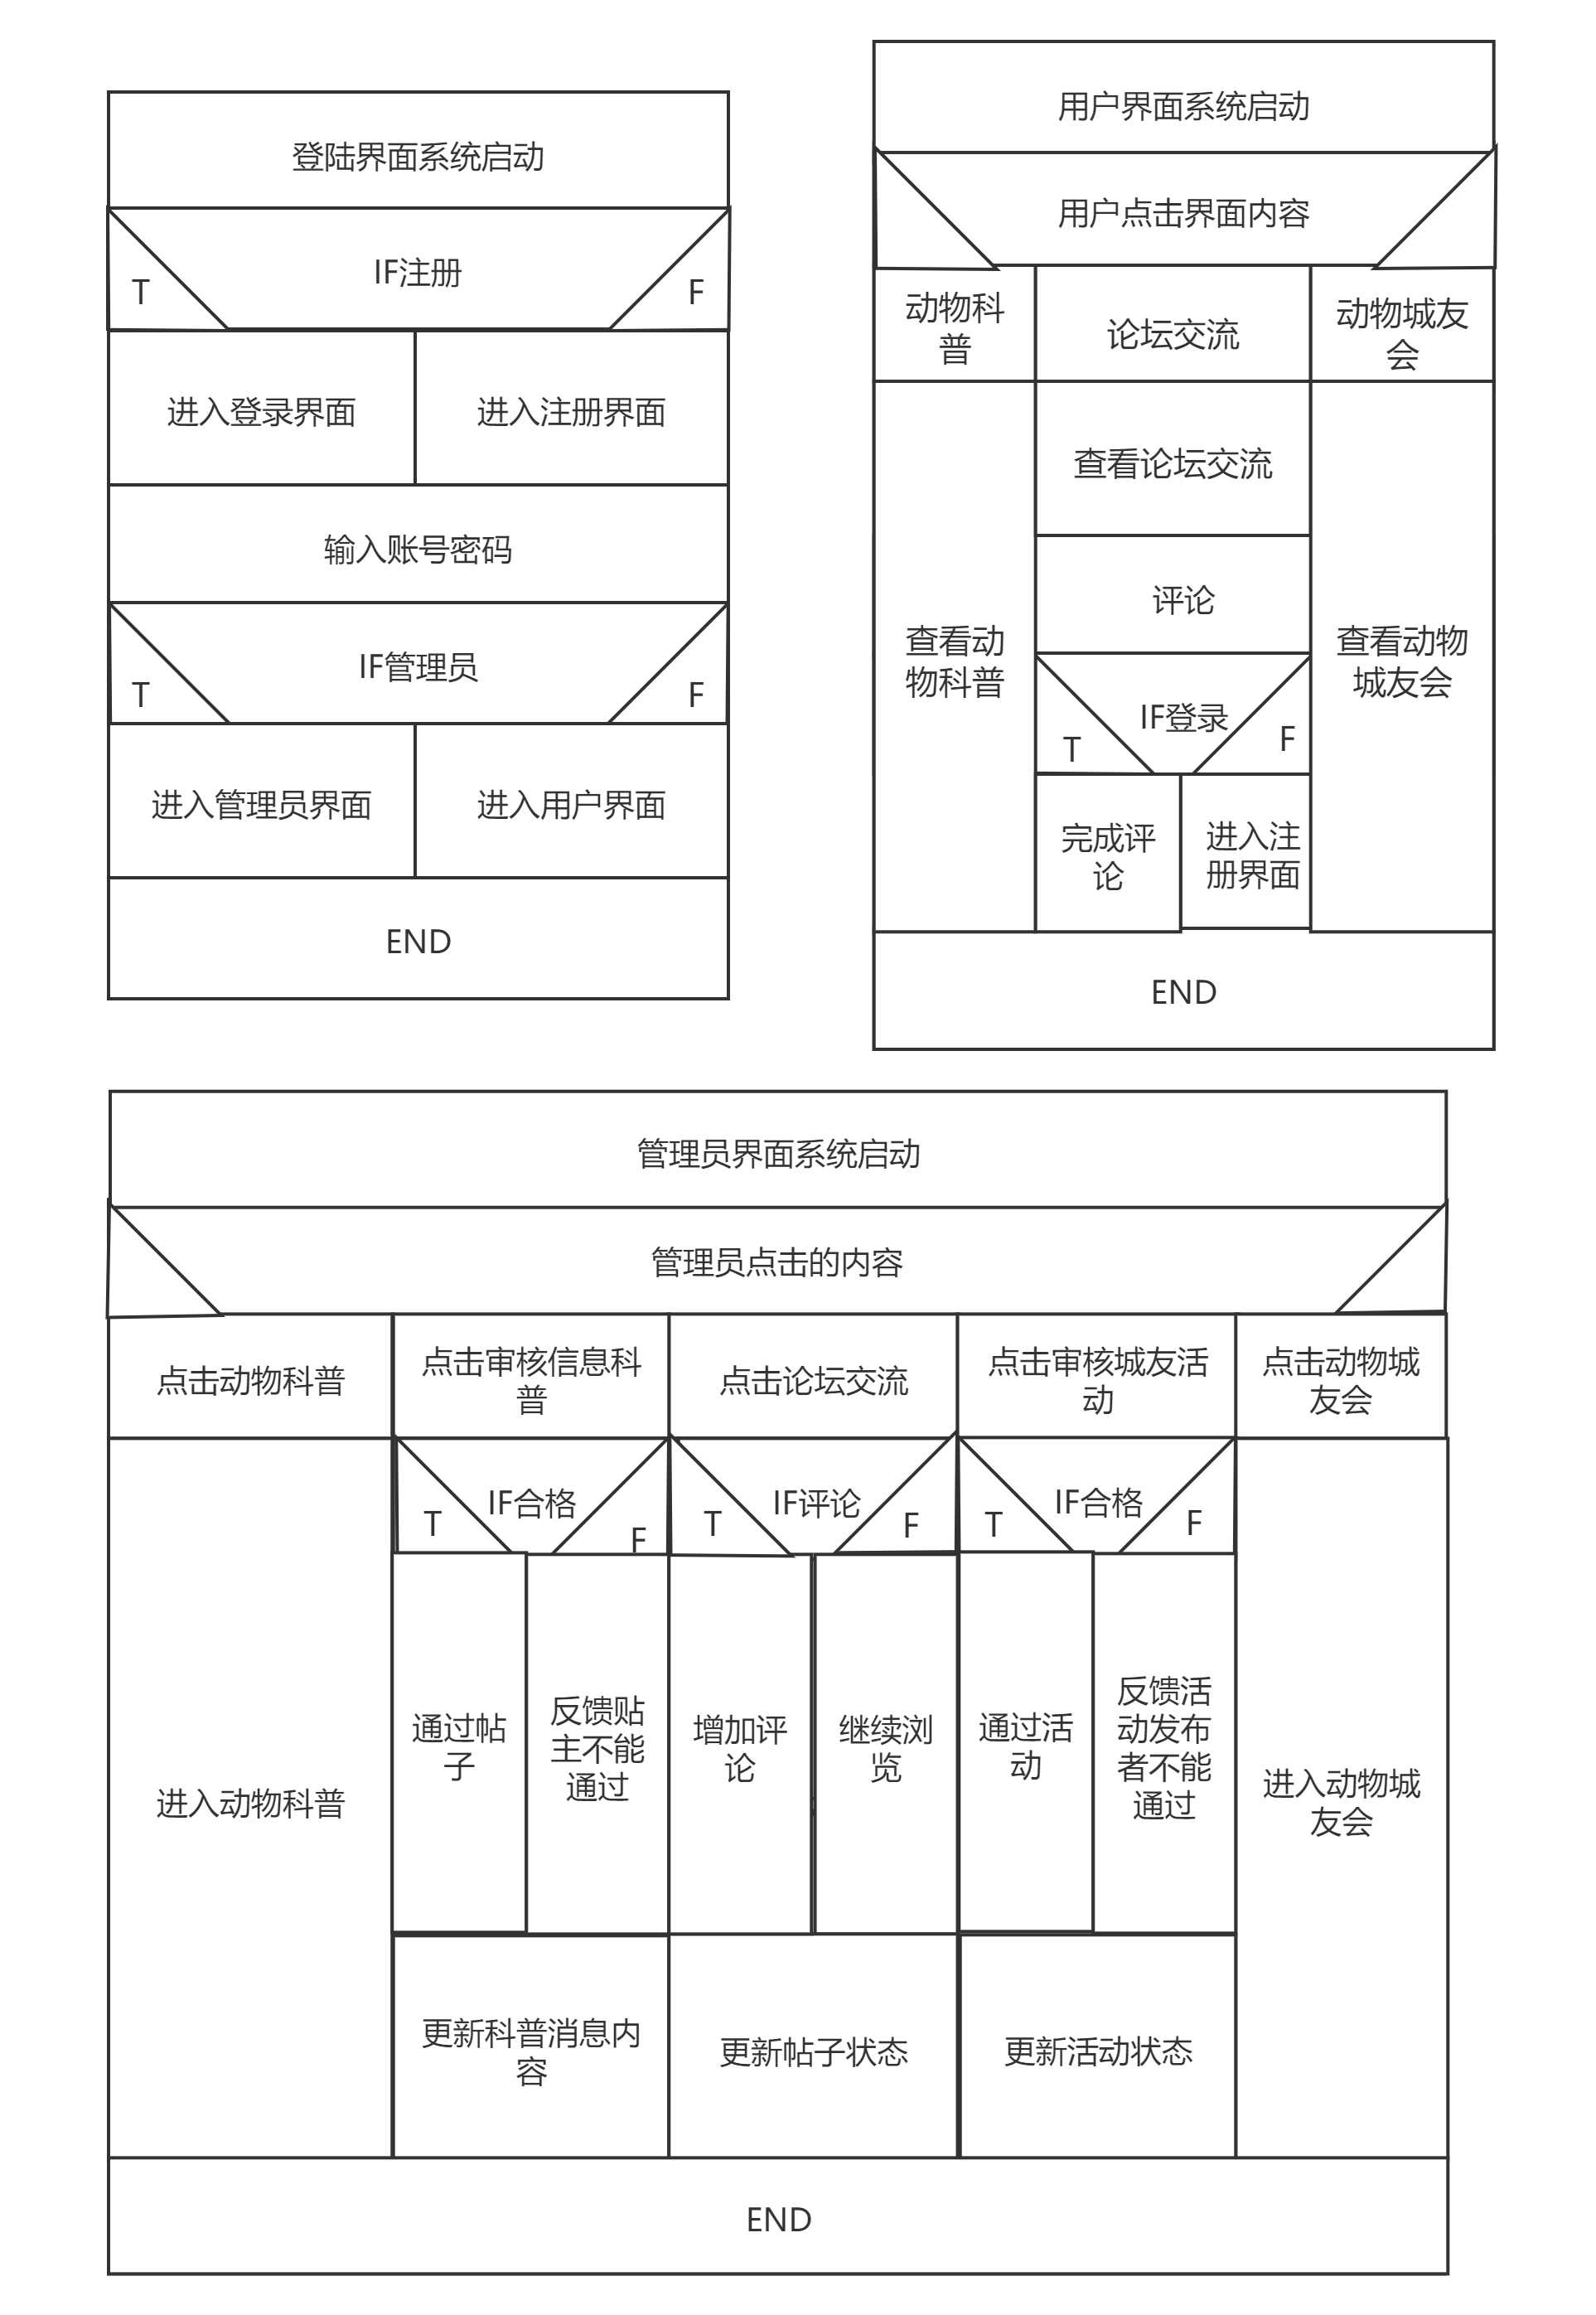 登陆界面系统启动
IF注册
T
F
进入登录界面
进入注册界面
输入账号密码
IF管理员
T
F
进入管理员界面
进入用户界面
END
用户界面系统启动
用户点击界面内容
动物科
普
论坛交流
动物城友
会
查看动
物科普
查看论坛交流
评论
IF登录
T
F
完成评
论
进入注
册界面
查看动物
城友会
END
管理员界面系统启动
管理员点击的内容
点击动物科普
点击审核信息科
普
点击论坛交流
点击审核城友活
动
点击动物城
友会
进入动物科普
IF合格
T
F
通过帖
子
反馈贴
主不能
通过
更新科普消息内
容
IF评论
T
F
增加评
论
继续浏
览
更新帖子状态
IF合格
T
F
通过活
动
反馈活
动发布
者不能
通过
更新活动状态
进入动物城
友会
END